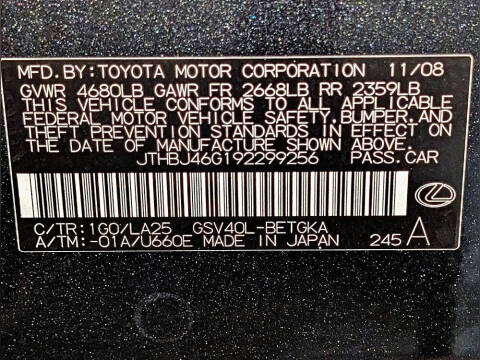 MFD.BY:TOYOTA MOTOR CORPORATION 11/08
GVWR 4680LB GAWR FR 2668LB RR 2359LB
THIS VEHICLE CONFORMS TO ALL APPLICABLE
FEDERAL MOTOR VEHICLE SAFETY,BUMPER,AND
THEFT PREVENTION STANDARDS IN EFFECT ON
THE DATE OF MANUFACTURE SHOWN ABOVE.
JTHBJ46G192299256 PASS.CAR
C/TR:1G0/LA25 GSV40L-BETGKA
A/TM:-01A/U660E MADE IN JAPAN 245 A